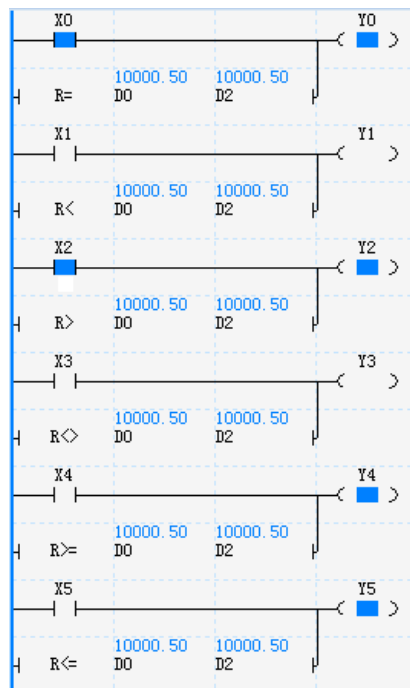 X0 Y0
10000.50 10000.50
R= D0 D2
X1 Y1
10000.50 10000.50
R< D0 D2
X2 Y2
10000.50 10000.50
R> D0 D2
X3 Y3
10000.50 10000.50
R<> D0 D2
X4 Y4
10000.50 10000.50
R>= D0 D2
X5 Y5
10000.50 10000.50
R<= D0 D2